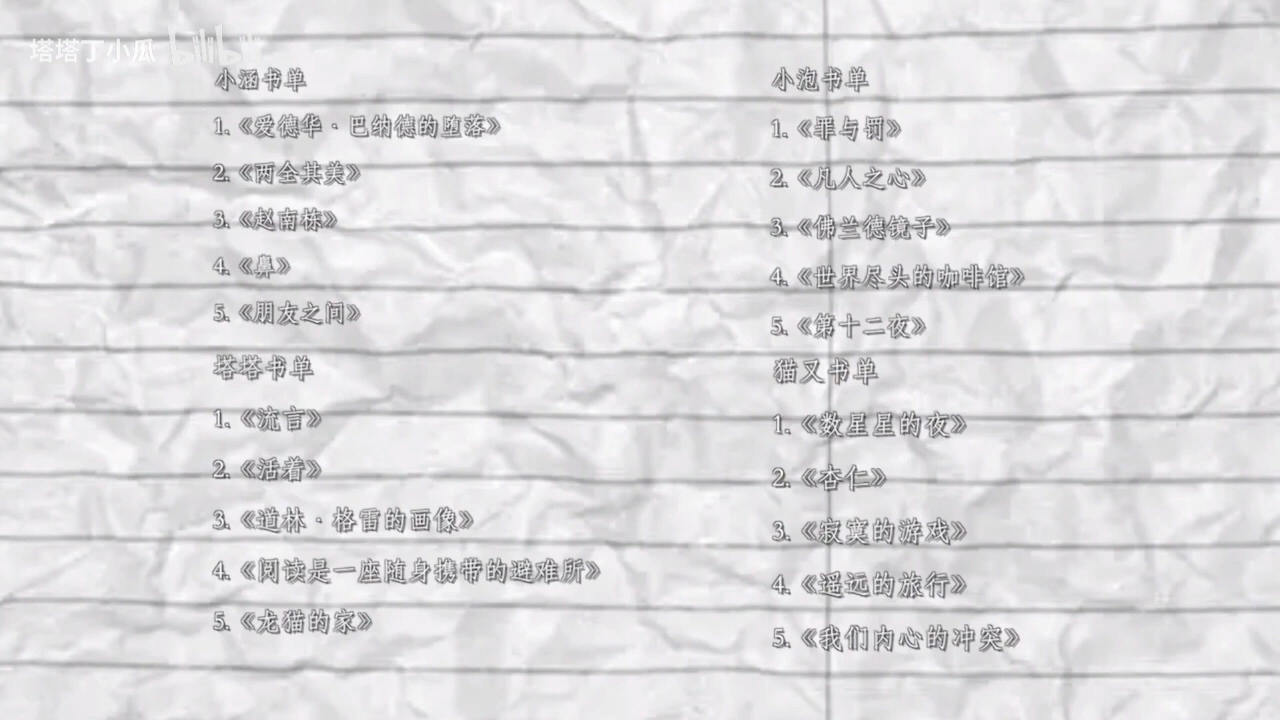 塔塔丁小瓜 bilibili
小涵书单
1.《爱德华·巴纳德的堕落》
2.《两全其美》
3.《赵南栋》
4.《鼻》
5.《朋友之间》
塔塔书单
1.《流言》
2.《活着》
3.《道林·格雷的画像》
4.《阅读是一座随身携带的避难所》
5.《龙猫的家》
小泡书单
1.《罪与罚》
2.《凡人之心》
3.《佛兰德镜子》
4.《世界尽头的咖啡馆》
5.《第十二夜》
猫又书单
1.《数星星的夜》
2.《杏仁》
3.《寂寞的游戏》
4.《遥远的旅行》
5.《我们内心的冲突》